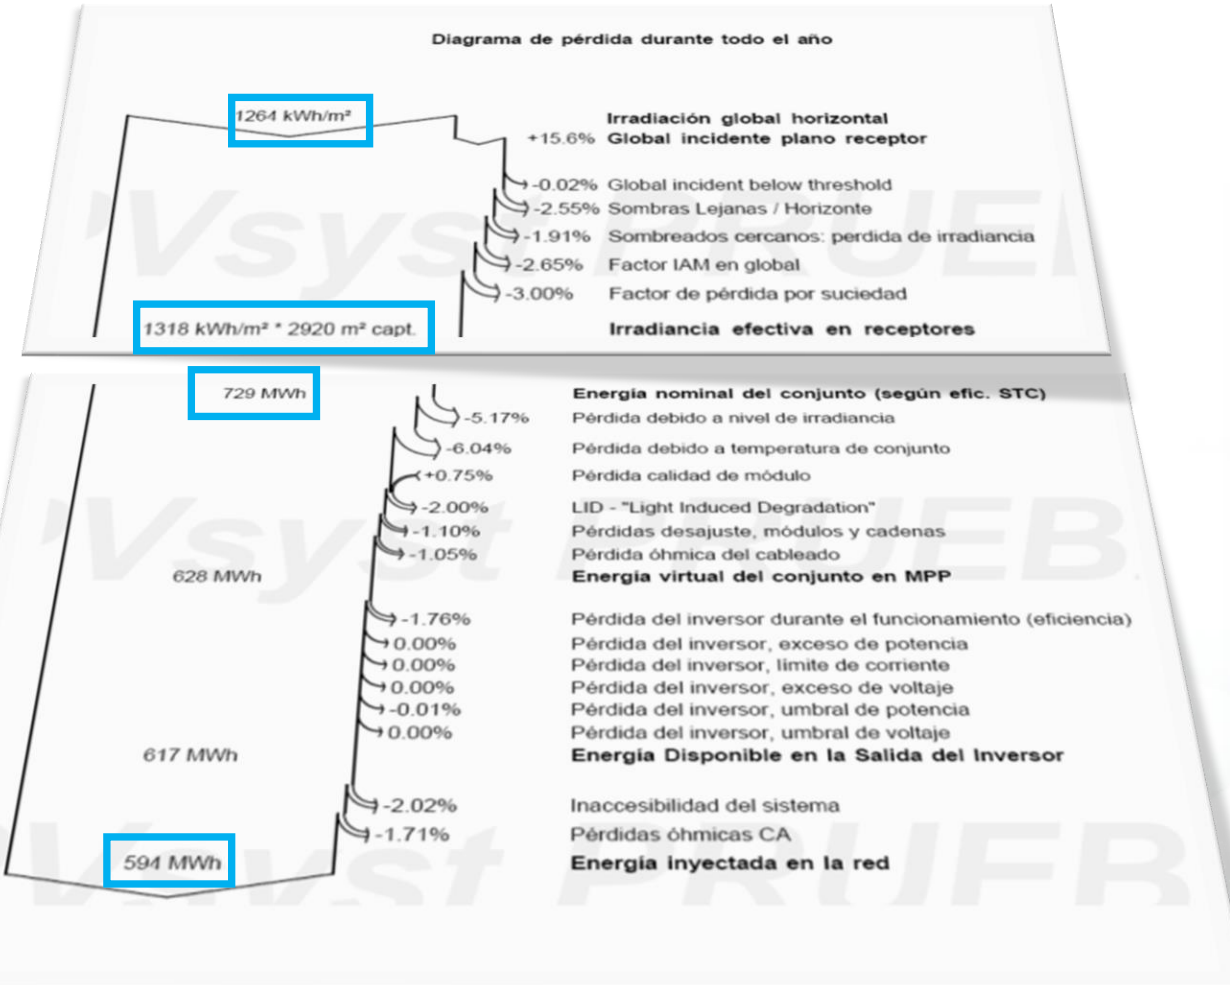 Diagrama de pérdida durante todo el año
1264 kWh/m² Irradiación global horizontal
+15.6% Global incidente plano receptor
-0.02% Global incident below threshold
-2.55% Sombras Lejanas / Horizonte
-1.91% Sombreados cercanos: perdida de irradiancia
-2.65% Factor IAM en global
-3.00% Factor de pérdida por suciedad
1318 kWh/m² * 2920 m² capt. Irradiancia efectiva en receptores
729 MWh Energia nominal del conjunto (según efic. STC)
-5.17% Pérdida debido a nivel de irradiancia
-6.04% Pérdida debido a temperatura de conjunto
+0.75% Pérdida calidad de módulo
-2.00% LID - "Light Induced Degradation"
-1.10% Pérdidas desajuste, módulos y cadenas
-1.05% Pérdida óhmica del cableado
628 MWh Energia virtual del conjunto en MPP
-1.76% Pérdida del inversor durante el funcionamiento (eficiencia)
0.00% Pérdida del inversor, exceso de potencia
0.00% Pérdida del inversor, limite de corriente
0.00% Pérdida del inversor, exceso de voltaje
-0.01% Pérdida del inversor, umbral de potencia
0.00% Pérdida del inversor, umbral de voltaje
617 MWh Energia Disponible en la Salida del Inversor
-2.02% Inaccesibilidad del sistema
-1.71% Pérdidas óhmicas CA
594 MWh Energia inyectada en la red